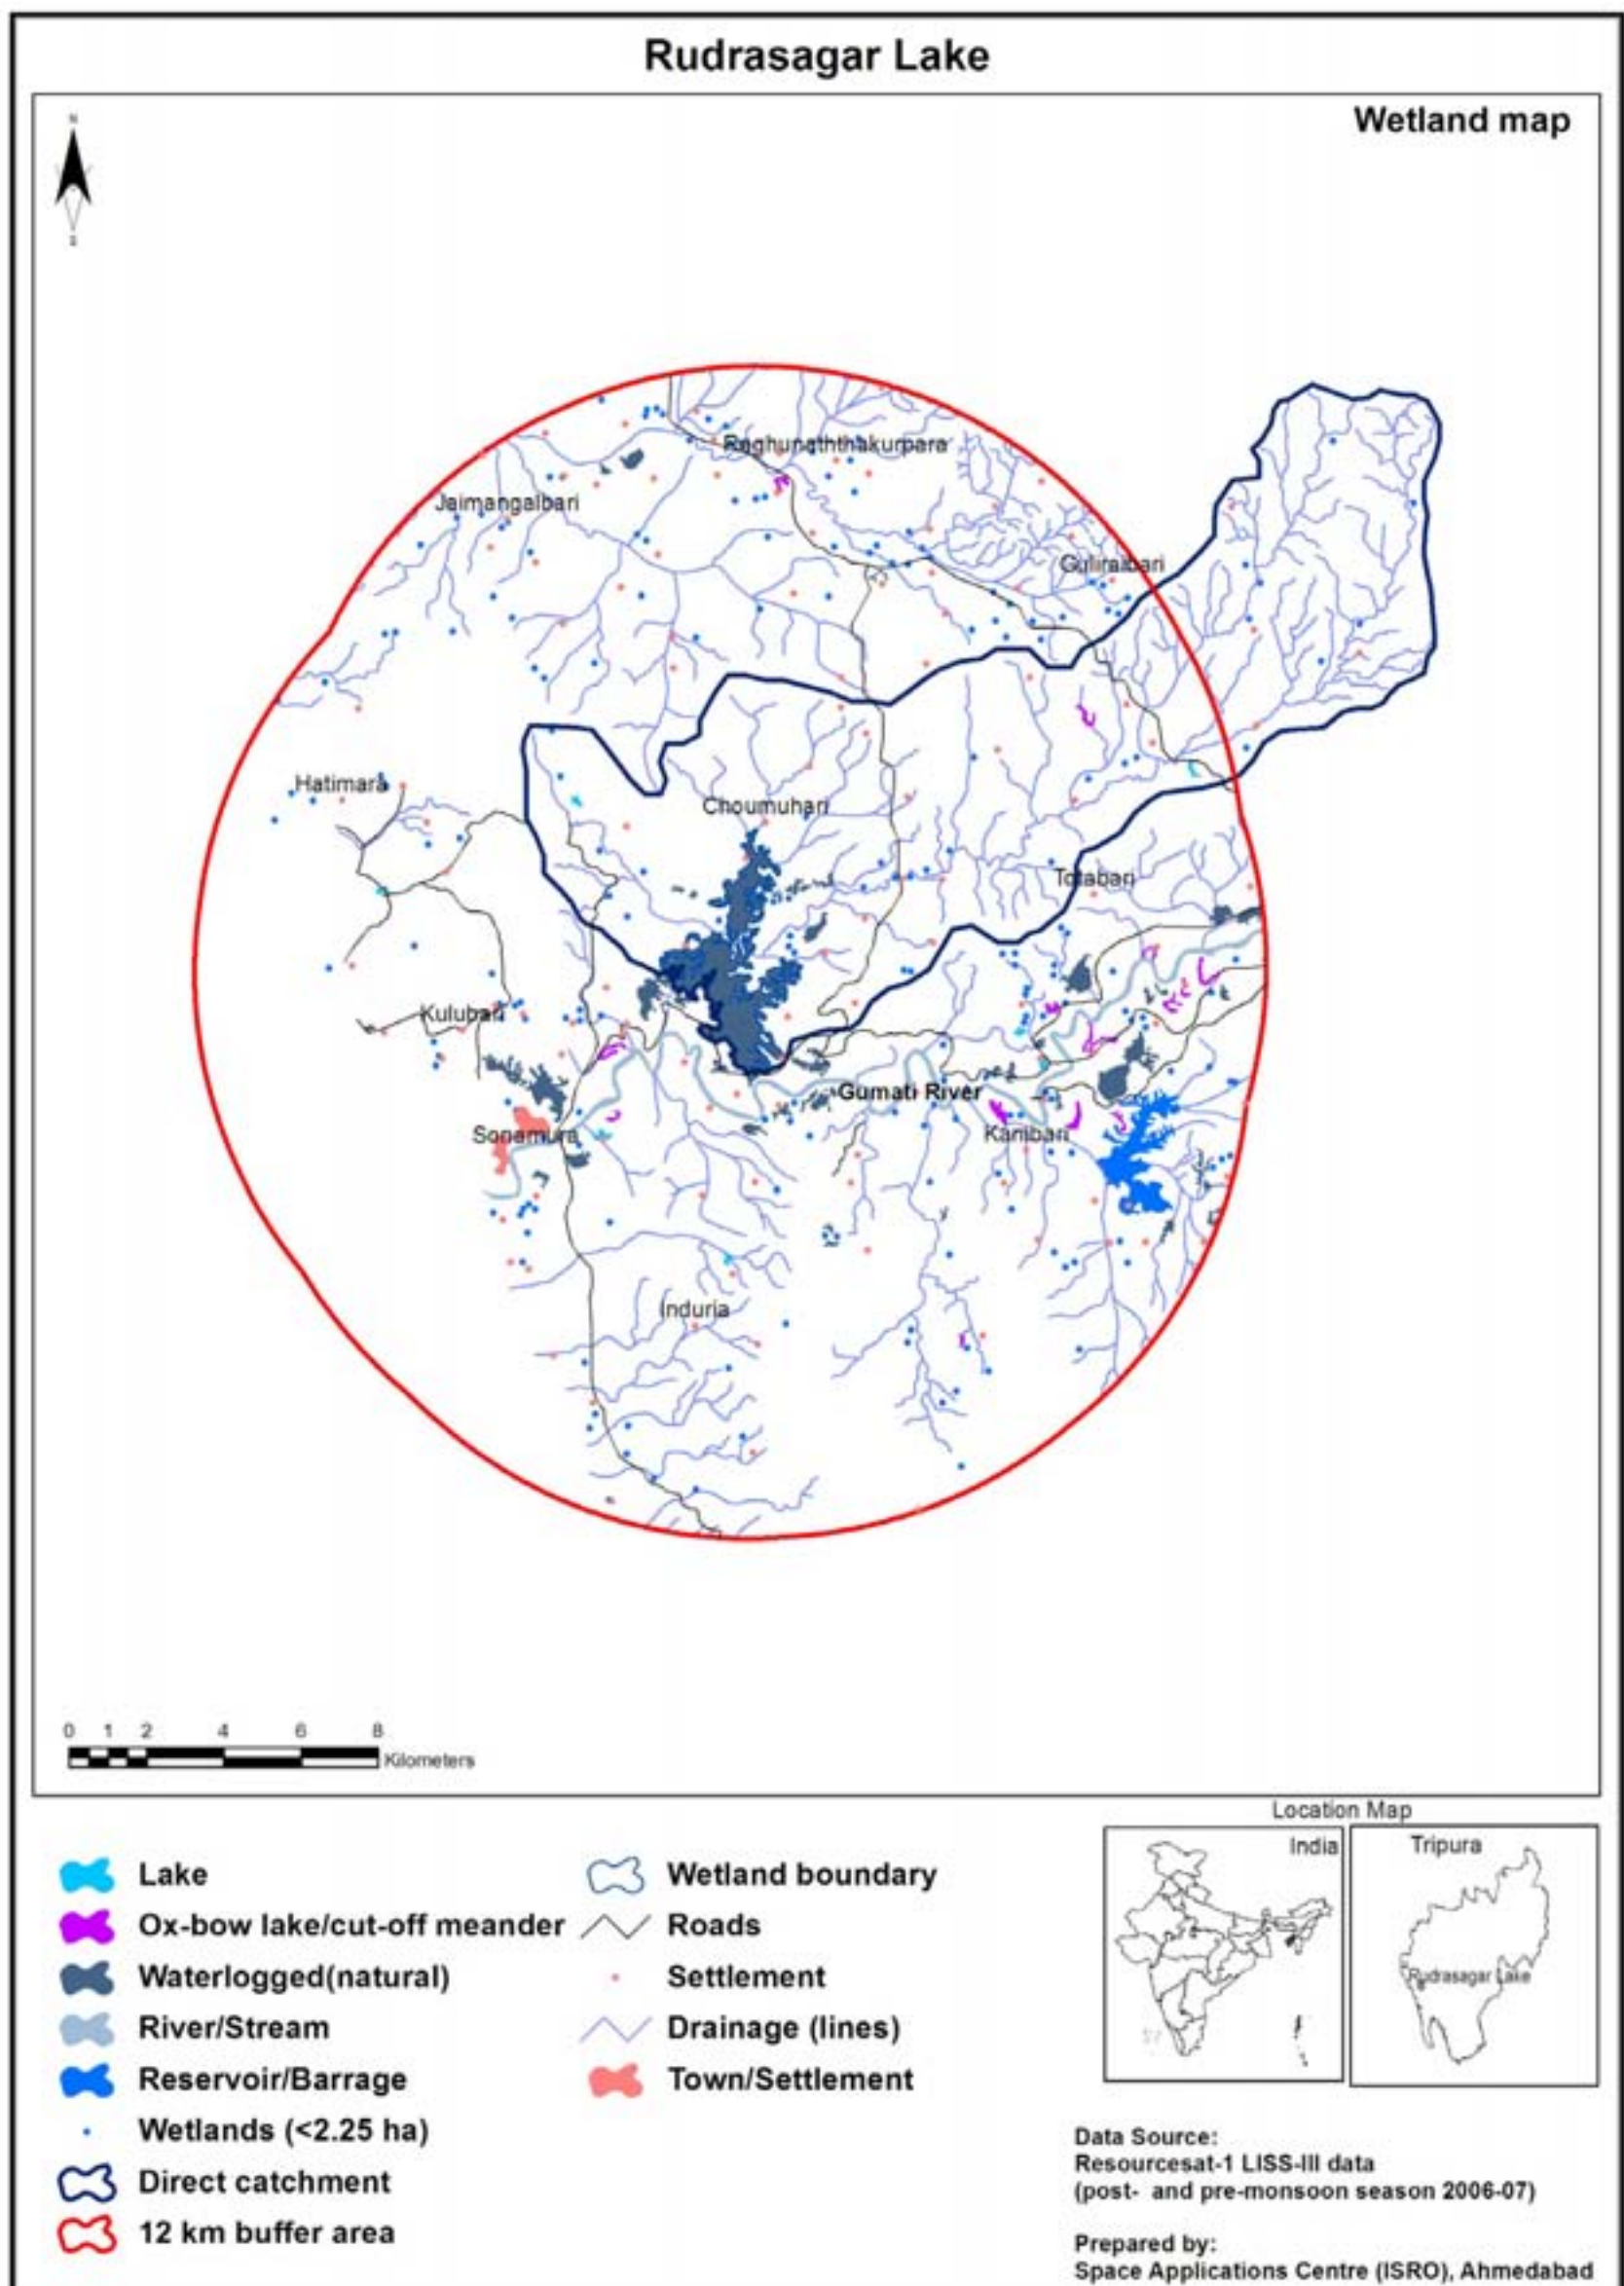 Rudrasagar Lake
Wetland map
N
S
Raghunaththakurpara
Jaimangalbari
Guliraibari
Hatimara
Choumuhari
Totabari
Kulubari
Gumati River
Sonamura
Kanibari
Induria
0 1 2 4 6 8
Kilometers
Location Map
India
Tripura
Rudrasagar Lake
Lake
Ox-bow lake/cut-off meander
Waterlogged(natural)
River/Stream
Reservoir/Barrage
Wetlands (<2.25 ha)
Direct catchment
12 km buffer area
Wetland boundary
Roads
Settlement
Drainage (lines)
Town/Settlement
Data Source:
Resourcesat-1 LISS-III data
(post- and pre-monsoon season 2006-07)
Prepared by:
Space Applications Centre (ISRO), Ahmedabad